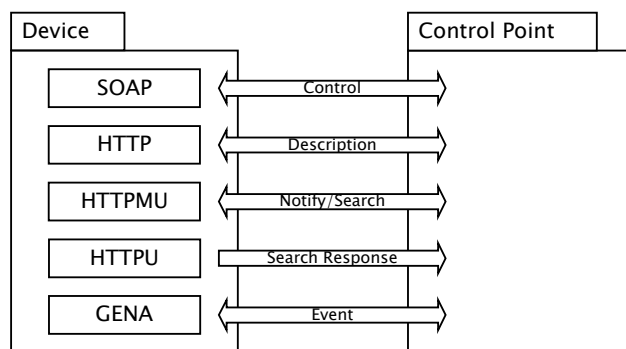 Device
Control Point
SOAP
Control
HTTP
Description
HTTPMU
Notify/Search
HTTPU
Search Response
GENA
Event